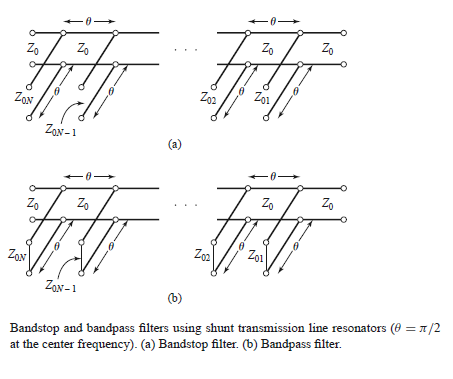 θ θ
Z₀ Z₀ . . . Z₀ Z₀
θ θ θ θ
Z₀N Z₀₂ Z₀₁
Z₀N−1
(a)
θ θ
Z₀ Z₀ . . . Z₀ Z₀
θ θ θ θ
Z₀N Z₀₂ Z₀₁
Z₀N−1
(b)
Bandstop and bandpass filters using shunt transmission line resonators (θ = π/2
at the center frequency). (a) Bandstop filter. (b) Bandpass filter.